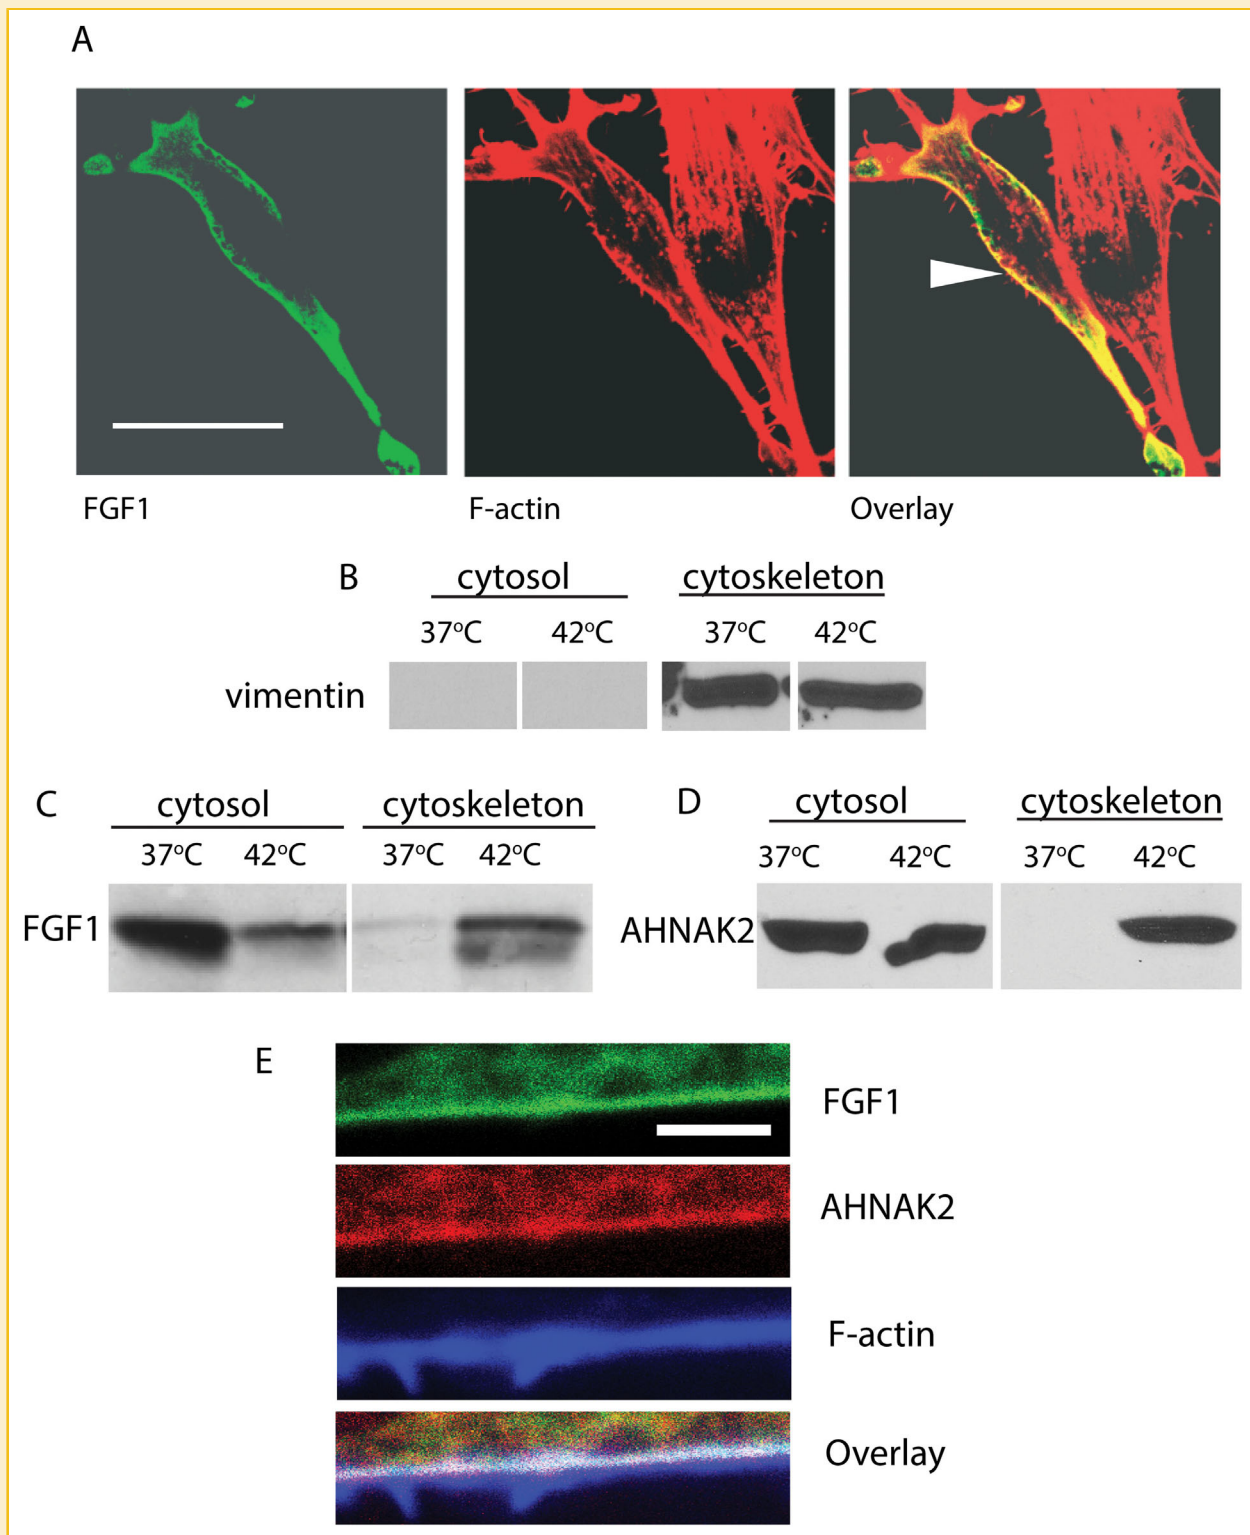 A
FGF1
F-actin
Overlay
B
cytosol
cytoskeleton
37°C
42°C
37°C
42°C
vimentin
C
cytosol
cytoskeleton
37°C
42°C
37°C
42°C
FGF1
D
cytosol
cytoskeleton
37°C
42°C
37°C
42°C
AHNAK2
E
FGF1
AHNAK2
F-actin
Overlay